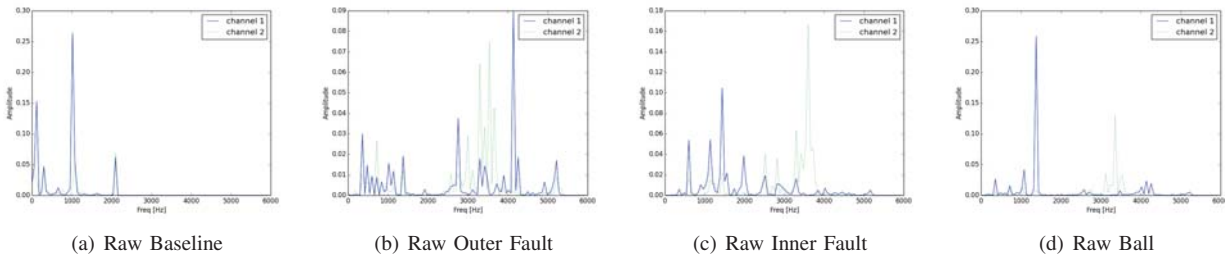 0.30
0.25
0.20
0.15
0.10
0.05
0.00
Amplitude
0 1000 2000 3000 4000 5000 6000
Freq [Hz]
channel 1
channel 2
(a) Raw Baseline
0.09
0.08
0.07
0.06
0.05
0.04
0.03
0.02
0.01
0.00
Amplitude
0 1000 2000 3000 4000 5000 6000
Freq [Hz]
channel 1
channel 2
(b) Raw Outer Fault
0.18
0.16
0.14
0.12
0.10
0.08
0.06
0.04
0.02
0.00
Amplitude
0 1000 2000 3000 4000 5000 6000
Freq [Hz]
channel 1
channel 2
(c) Raw Inner Fault
0.30
0.25
0.20
0.15
0.10
0.05
0.00
Amplitude
0 1000 2000 3000 4000 5000 6000
Freq [Hz]
channel 1
channel 2
(d) Raw Ball